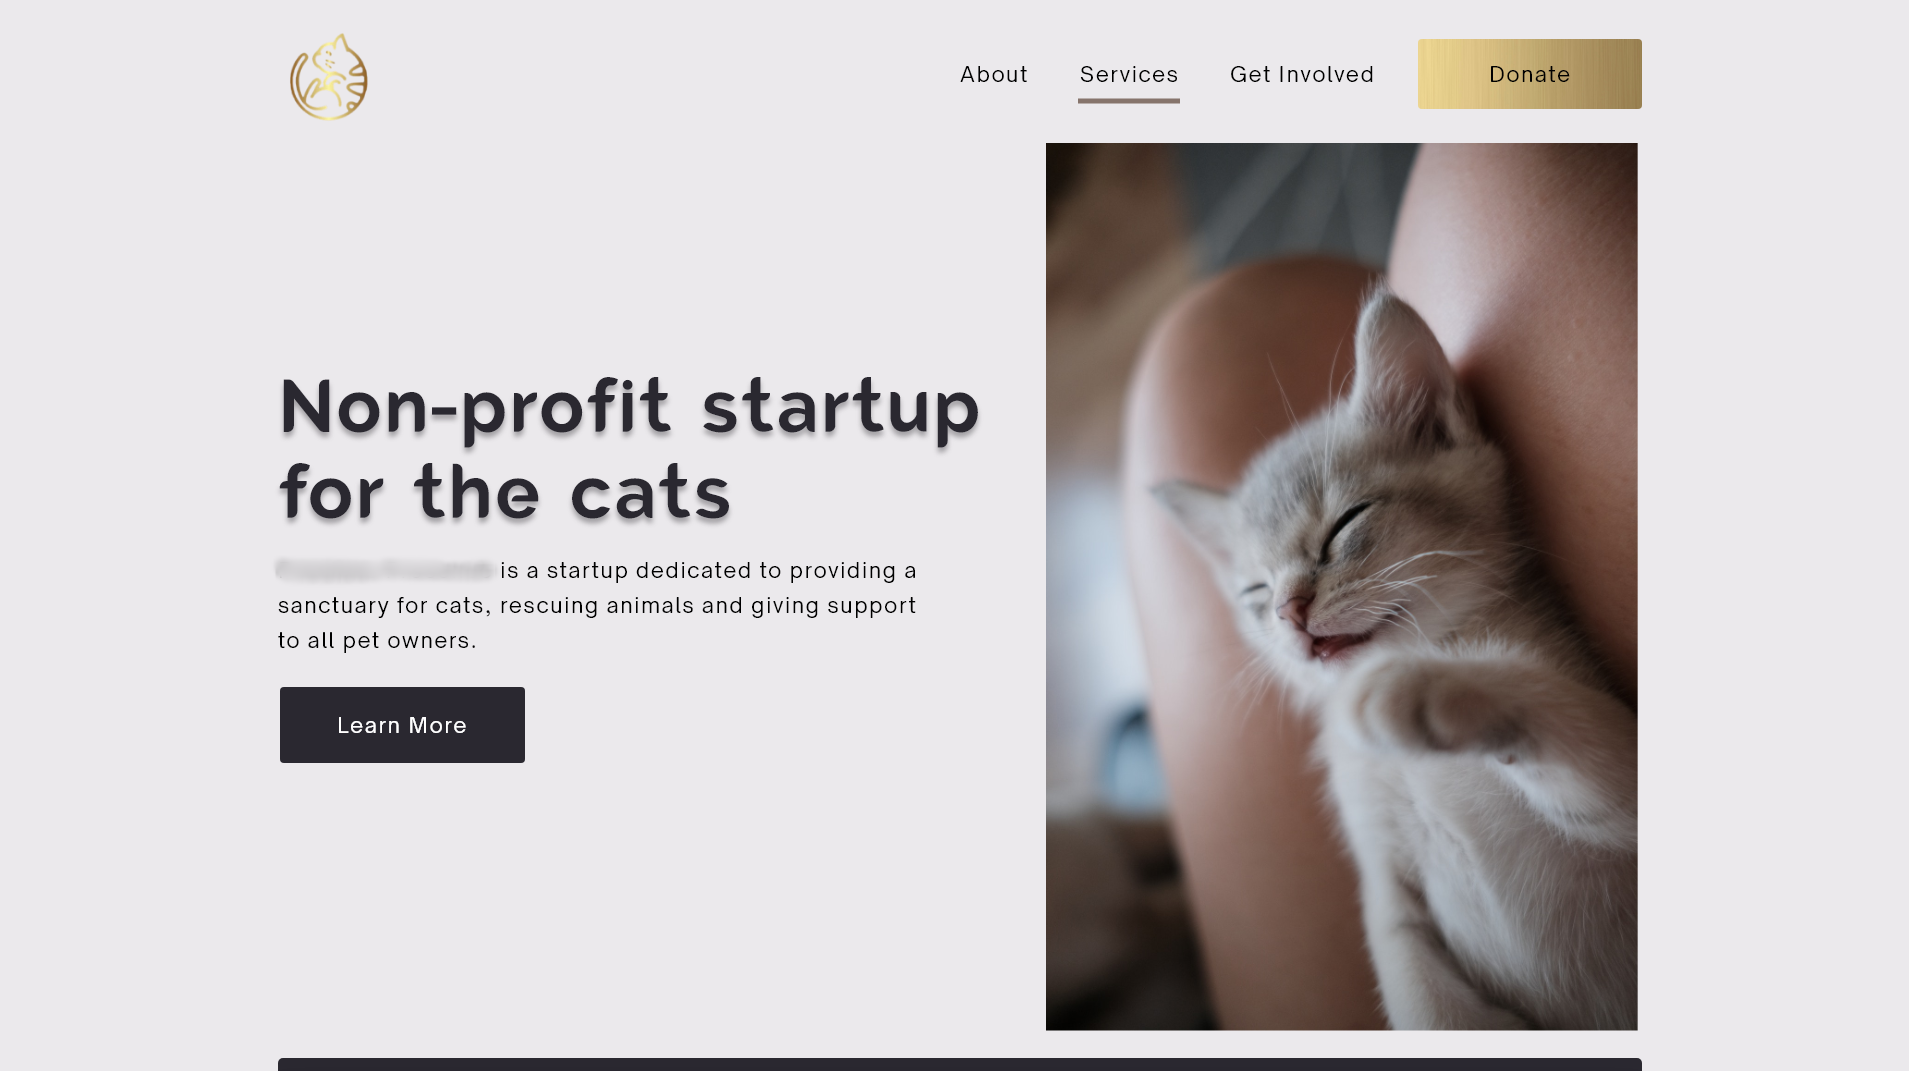 About
Services
Get Involved
Donate
Non-profit startup
for the cats
is a startup dedicated to providing a
sanctuary for cats, rescuing animals and giving support
to all pet owners.
Learn More